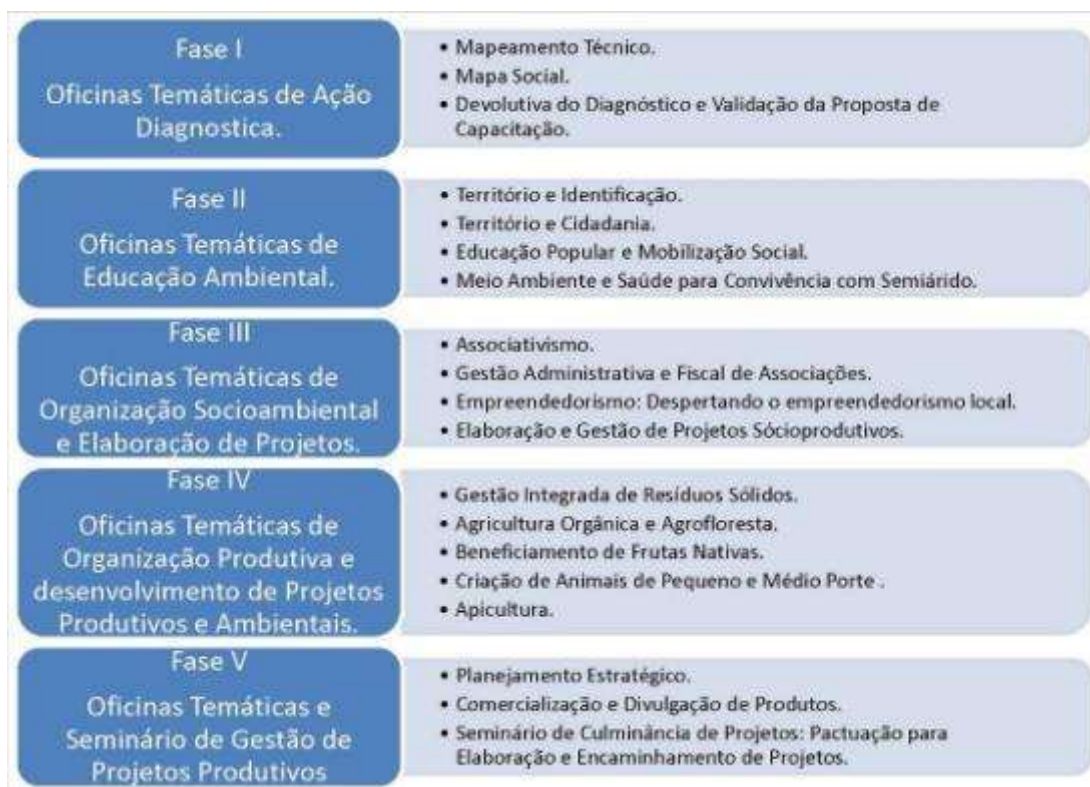 Fase I
Oficinas Temáticas de Ação
Diagnostica.
• Mapeamento Técnico.
• Mapa Social.
• Devolutiva do Diagnóstico e Validação da Proposta de
Capacitação.
Fase II
Oficinas Temáticas de
Educação Ambiental.
• Território e Identificação.
• Território e Cidadania.
• Educação Popular e Mobilização Social.
• Meio Ambiente e Saúde para Convivência com Semiárido.
Fase III
Oficinas Temáticas de
Organização Socioambiental
e Elaboração de Projetos.
• Associativismo.
• Gestão Administrativa e Fiscal de Associações.
• Empreendedorismo: Despertando o empreendedorismo local.
• Elaboração e Gestão de Projetos Sócioprodutivos.
Fase IV
Oficinas Temáticas de
Organização Produtiva e
desenvolvimento de Projetos
Produtivos e Ambientais.
• Gestão Integrada de Resíduos Sólidos.
• Agricultura Orgânica e Agrofloresta.
• Beneficiamento de Frutas Nativas.
• Criação de Animais de Pequeno e Médio Porte .
• Apicultura.
Fase V
Oficinas Temáticas e
Seminário de Gestão de
Projetos Produtivos
• Planejamento Estratégico.
• Comercialização e Divulgação de Produtos.
• Seminário de Culminância de Projetos: Pactuação para
Elaboração e Encaminhamento de Projetos.